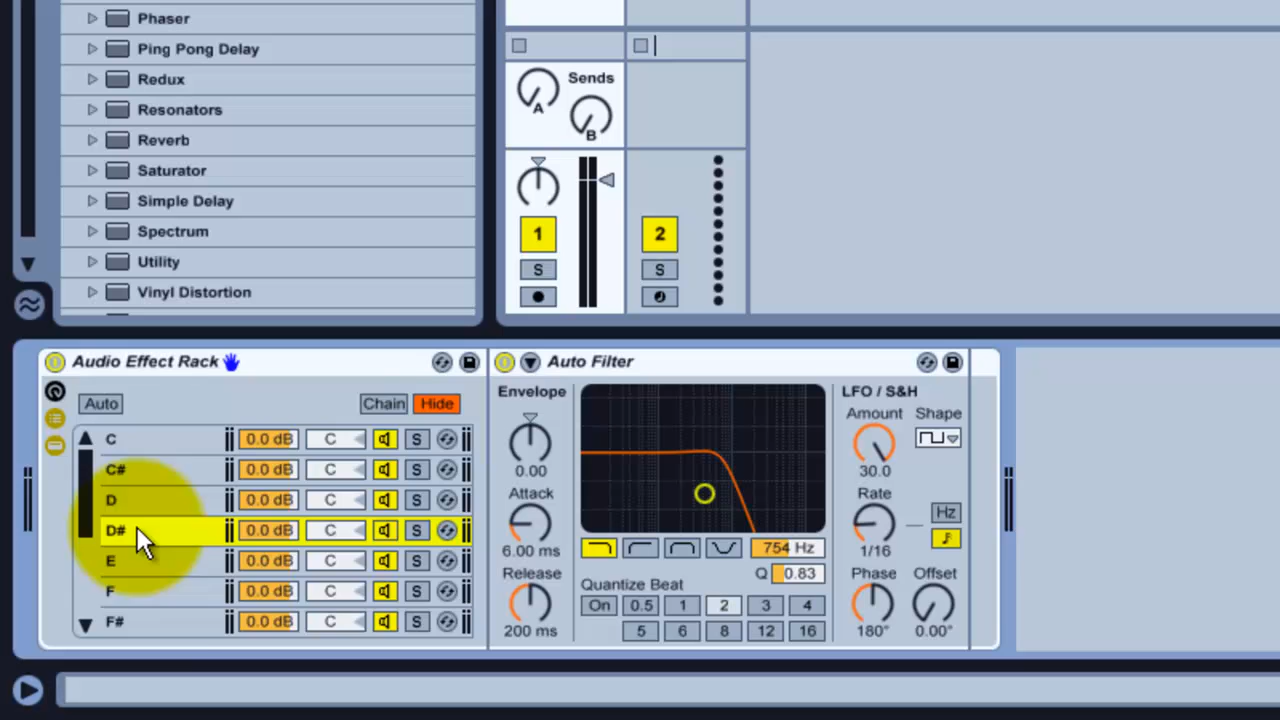 Phaser
Ping Pong Delay
Redux
Resonators
Reverb
Saturator
Simple Delay
Spectrum
Utility
Vinyl Distortion
Sends
A
B
1
2
S
S
Audio Effect Rack
Auto
Chain
Hide
C 0.0 dB C S
C# 0.0 dB C S
D 0.0 dB C S
D# 0.0 dB C S
E 0.0 dB C S
F 0.0 dB C S
F# 0.0 dB C S
Auto Filter
Envelope
0.00
Attack
6.00 ms
Release
200 ms
754 Hz
Q 0.83
Quantize Beat
On 0.5 1 2 3 4
5 6 8 12 16
LFO / S&H
Amount Shape
30.0
Rate
Hz
1/16
Phase Offset
180° 0.00°